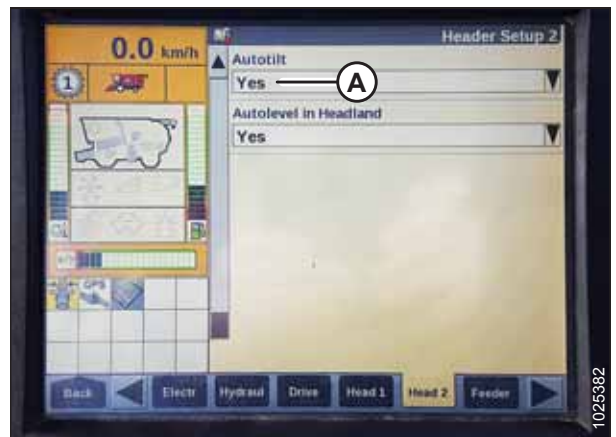 0.0 km/h
Header Setup 2
1
Autotilt
Yes
A
Autolevel in Headland
Yes
Back
Electr
Hydraul
Drive
Head 1
Head 2
Feeder
1025382